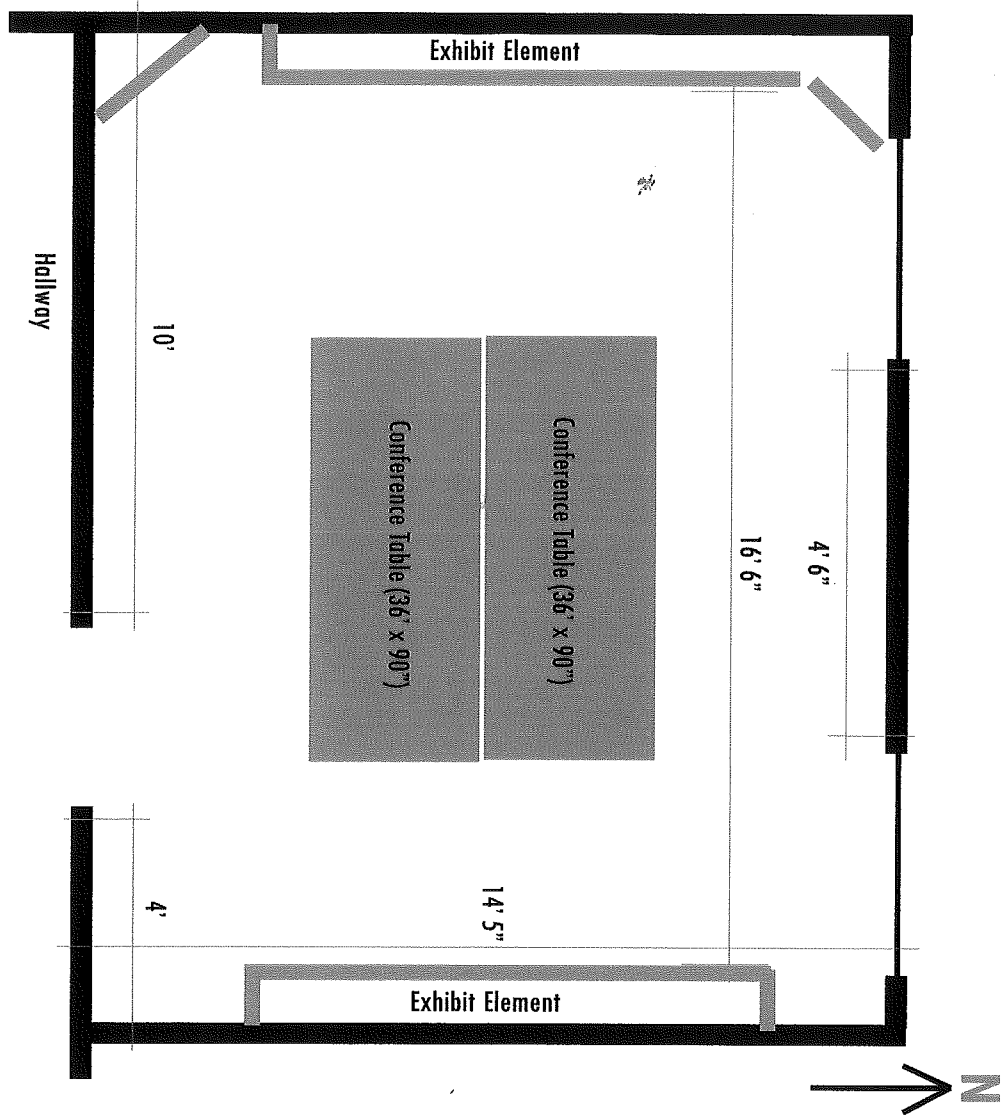 Exhibit Element
Hallway
10'
Conference Table (36' x 90")
Conference Table (36' x 90")
16' 6"
4' 6"
4'
14' 5"
Exhibit Element
N